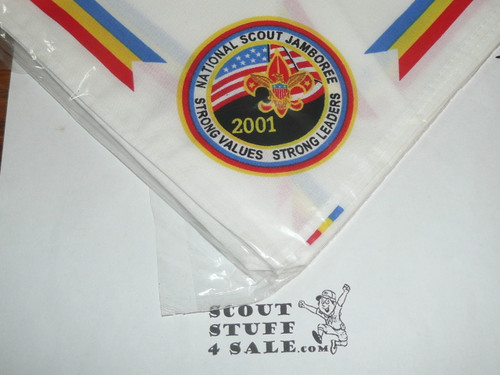 NATIONAL SCOUT JAMBOREE
2001
STRONG VALUES STRONG LEADERS
SCOUT
STUFF
4 SALE.com